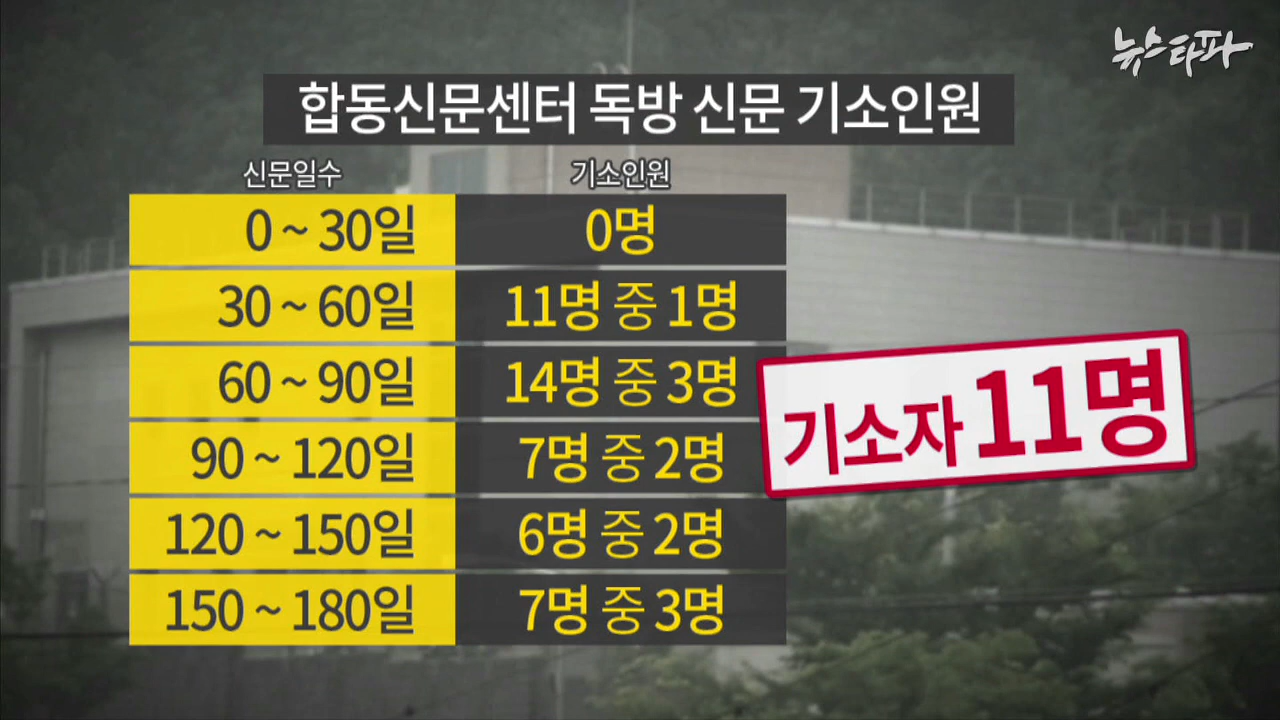 뉴스타파
합동신문센터 독방 신문 기소인원
신문일수 기소인원
0 ~ 30일 0명
30 ~ 60일 11명 중 1명
60 ~ 90일 14명 중 3명
90 ~ 120일 7명 중 2명
120 ~ 150일 6명 중 2명
150 ~ 180일 7명 중 3명
기소자 11명